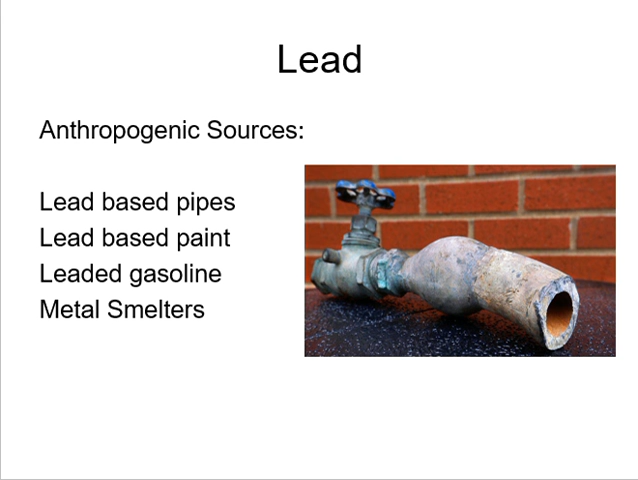 Lead
Anthropogenic Sources:
Lead based pipes
Lead based paint
Leaded gasoline
Metal Smelters